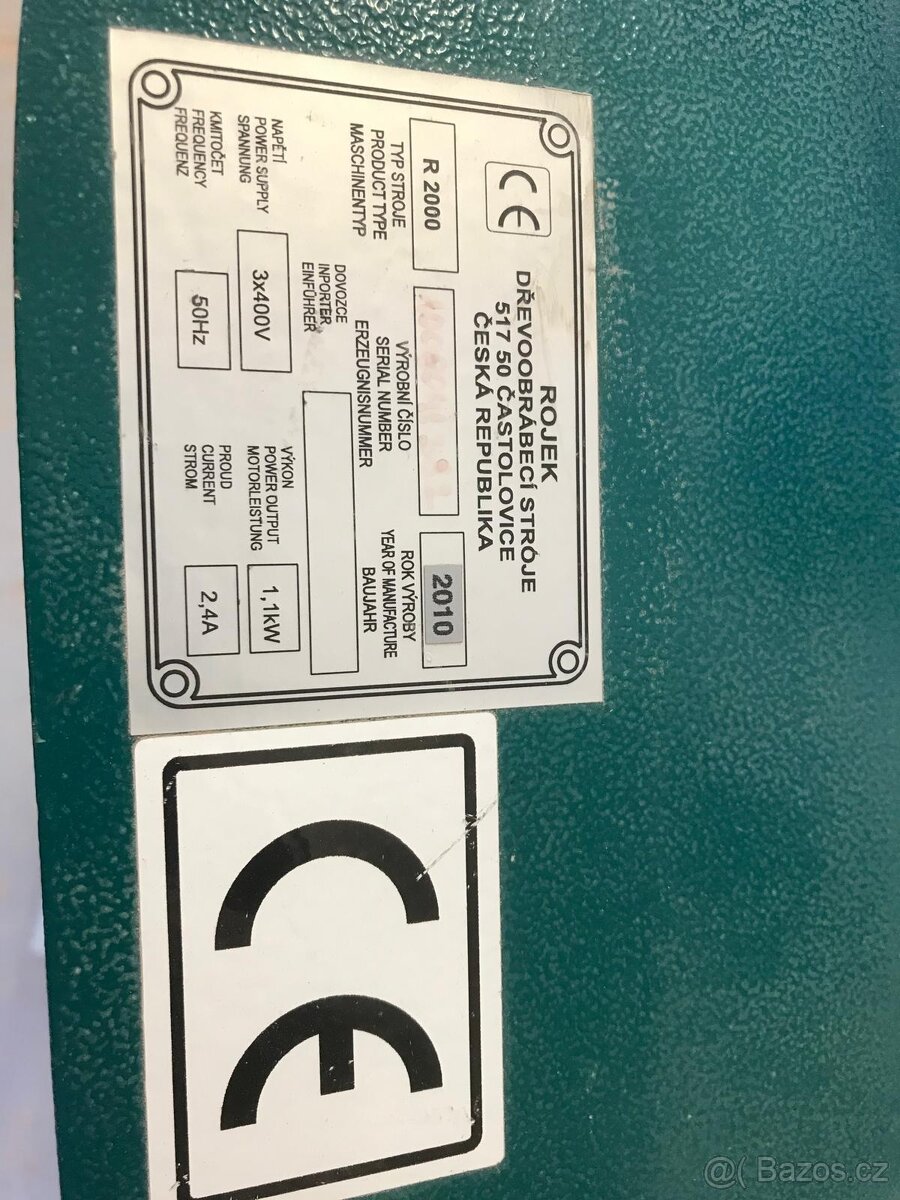 CE
ROJEK
DŘEVOOBRÁBECÍ STRÓJE
517 50 ČASTOLOVICE
ČESKÁ REPUBLIKA
R 2000
2010
TYP STROJE
PRODUCT TYPE
MASCHINENTYP
VÝROBNÍ ČÍSLO
SERIAL NUMBER
ERZEUGNISNUMMER
ROK VÝROBY
YEAR OF MANUFACTURE
BAUJAHR
DOVOZCE
INPORTER
EINFÜHRER
NAPĚTÍ
POWER SUPPLY
SPANNUNG
3x400V
VÝKON
POWER OUTPUT
MOTORLEISTUNG
1,1kW
KMITOČET
FREQUENCY
FREQUENZ
50Hz
PROUD
CURRENT
STROM
2,4A
CE
@( Bazos.cz